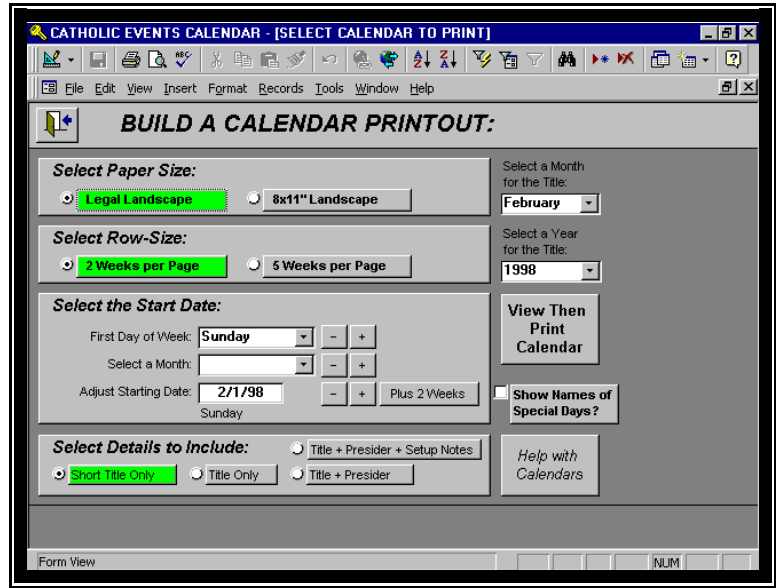 CATHOLIC EVENTS CALENDAR - [SELECT CALENDAR TO PRINT]
File Edit View Insert Format Records Tools Window Help
BUILD A CALENDAR PRINTOUT:
Select Paper Size:
Legal Landscape
8x11" Landscape
Select a Month
for the Title:
February
Select Row-Size:
2 Weeks per Page
5 Weeks per Page
Select a Year
for the Title:
1998
Select the Start Date:
First Day of Week: Sunday - +
Select a Month: - +
Adjust Starting Date: 2/1/98 - + Plus 2 Weeks
Sunday
View Then
Print
Calendar
Show Names of
Special Days?
Select Details to Include:
Title + Presider + Setup Notes
Short Title Only
Title Only
Title + Presider
Help with
Calendars
Form View
NUM